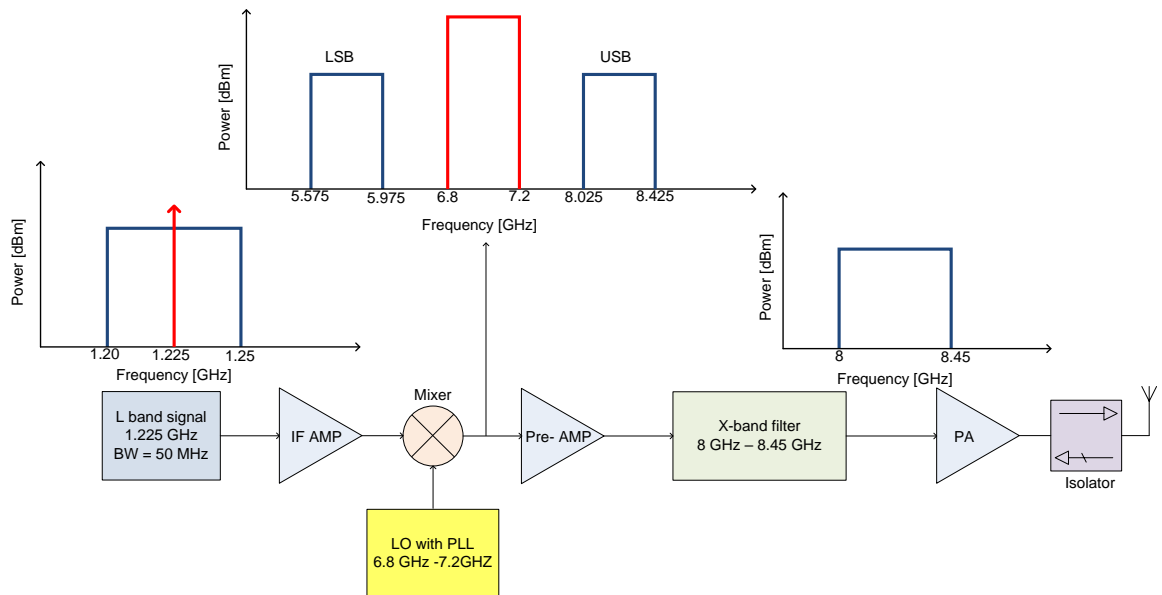 LSB
USB
Power [dBm]
5.575
5.975
6.8
7.2
8.025
8.425
Frequency [GHz]
Power [dBm]
1.20
1.225
1.25
Frequency [GHz]
Power [dBm]
8
8.45
Frequency [GHz]
L band signal
1.225 GHz
BW = 50 MHz
IF AMP
Mixer
Pre- AMP
X-band filter
8 GHz – 8.45 GHz
PA
Isolator
LO with PLL
6.8 GHz -7.2GHZ